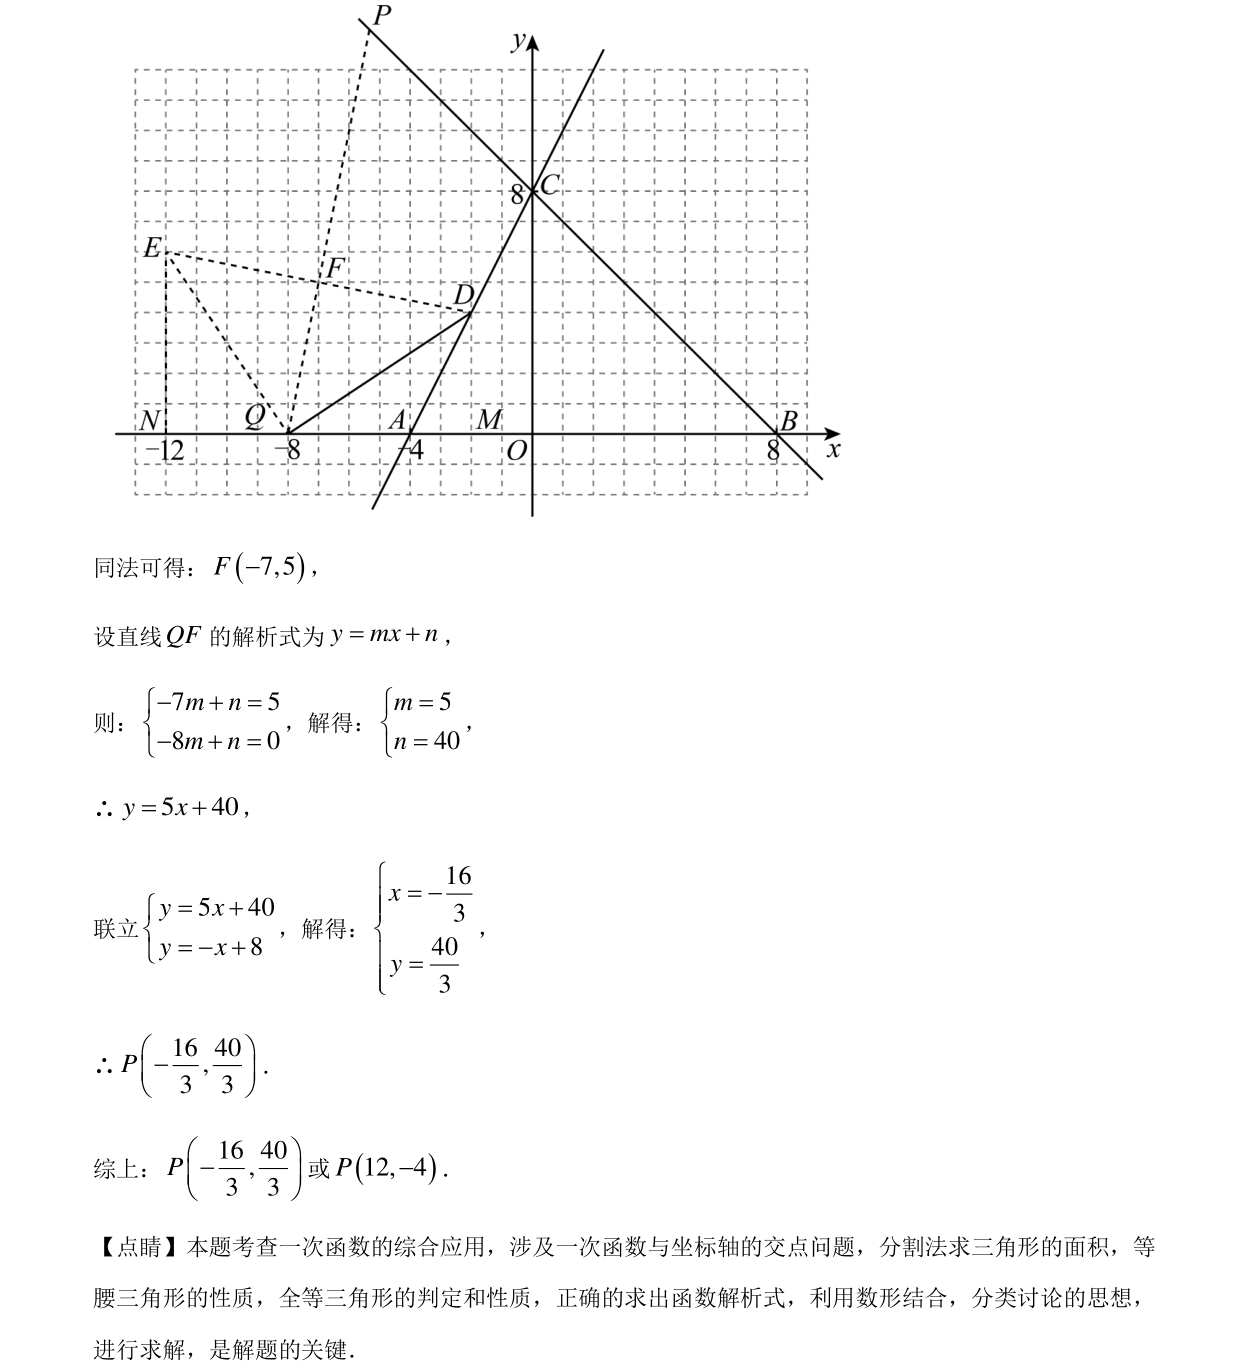 P
y
8 C
E
F
D
N Q A M B
−12 −8 −4 O 8 x
同法可得：F(−7,5)，
设直线QF 的解析式为 y = mx + n，
则：{−7m + n = 5 −8m + n = 0，解得：{m = 5 n = 40，
∴ y = 5x + 40，
联立{y = 5x + 40 y = −x + 8，解得：{x = −16/3 y = 40/3，
∴ P(−16/3, 40/3)．
综上：P(−16/3, 40/3)或P(12,−4)．
【点睛】本题考查一次函数的综合应用，涉及一次函数与坐标轴的交点问题，分割法求三角形的面积，等
腰三角形的性质，全等三角形的判定和性质，正确的求出函数解析式，利用数形结合，分类讨论的思想，
进行求解，是解题的关键．